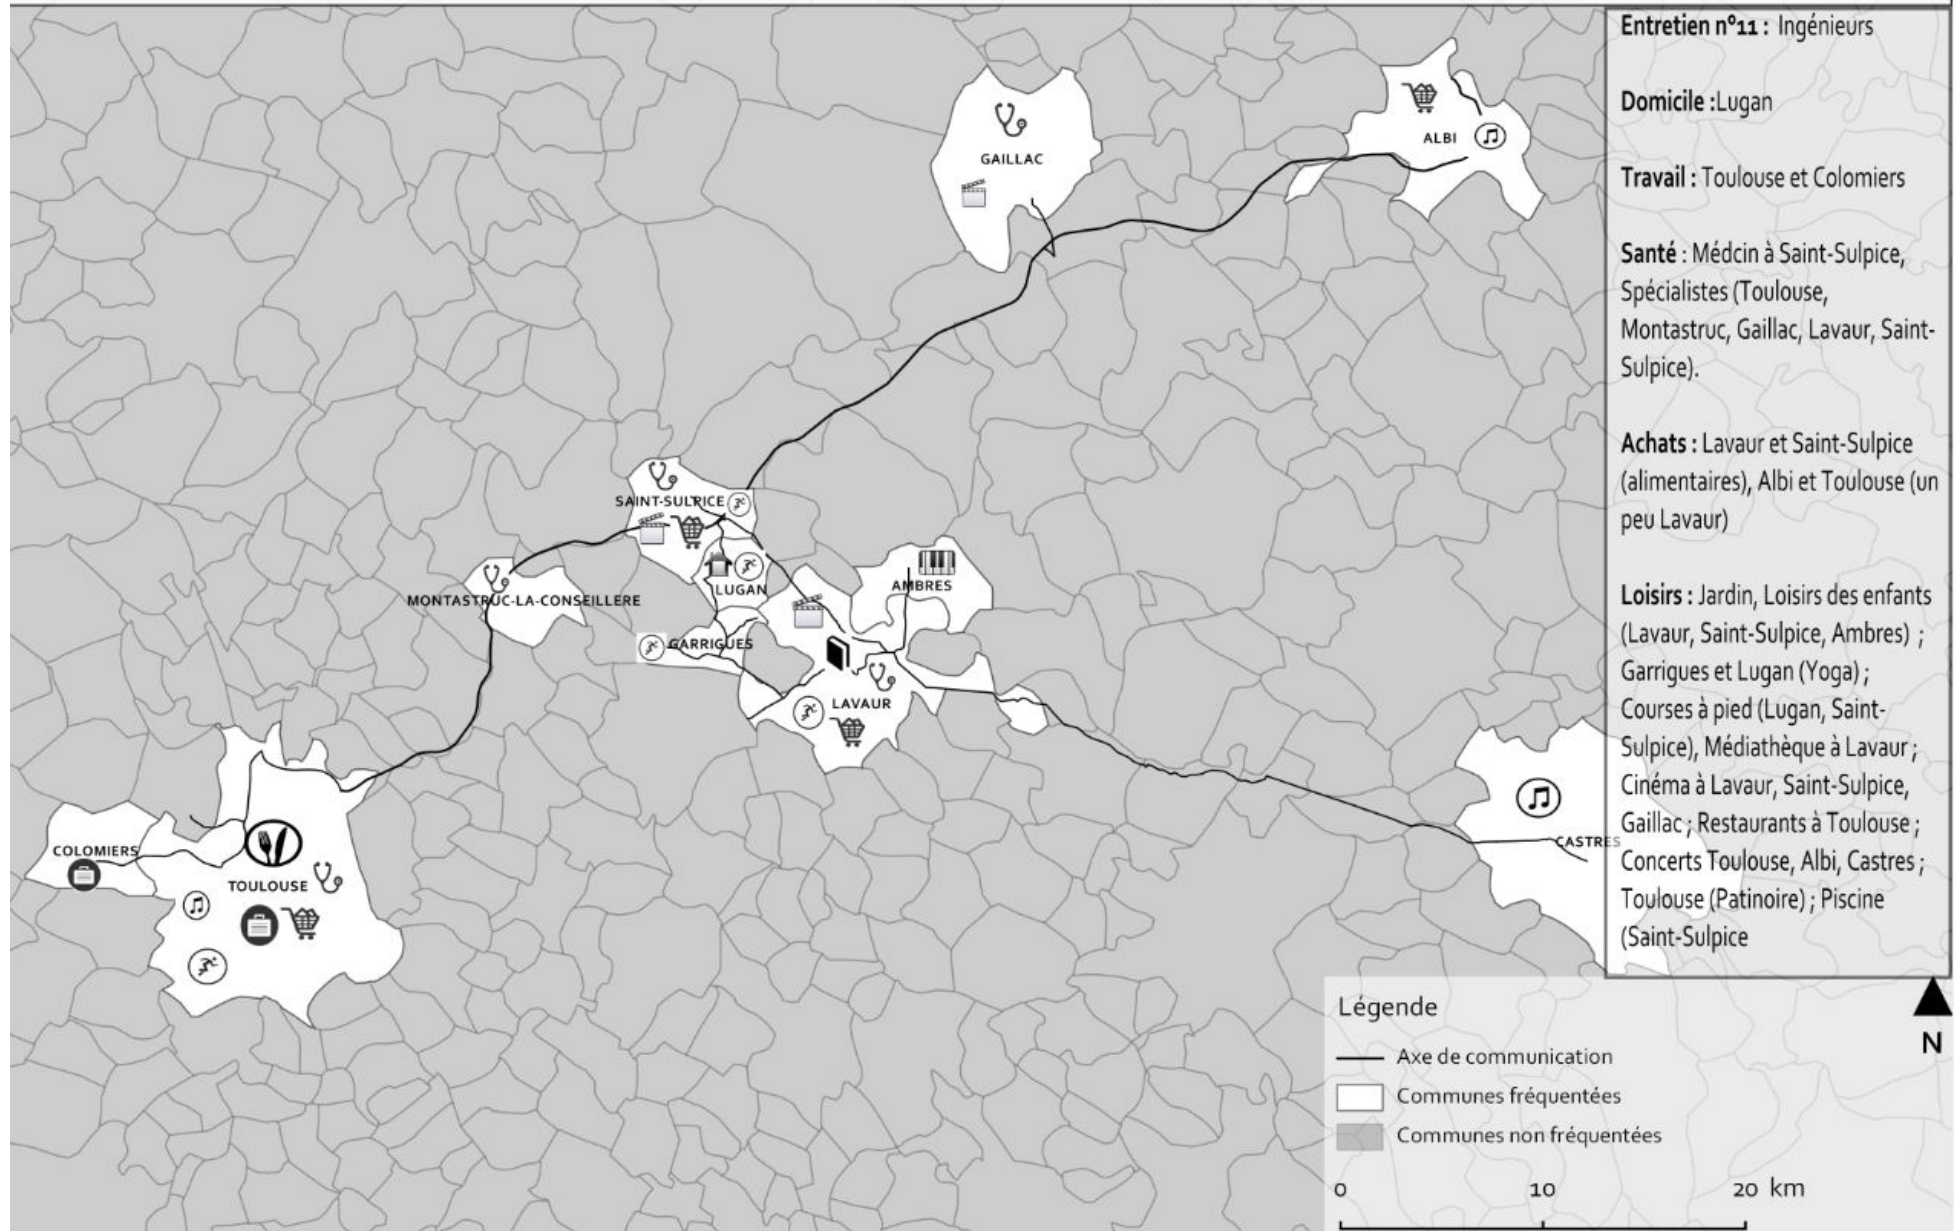 Entretien n°11 : Ingénieurs
Domicile :Lugan
Travail : Toulouse et Colomiers
Santé : Médcin à Saint-Sulpice,
Spécialistes (Toulouse,
Montastruc, Gaillac, Lavaur, Saint-
Sulpice).
Achats : Lavaur et Saint-Sulpice
(alimentaires), Albi et Toulouse (un
peu Lavaur)
Loisirs : Jardin, Loisirs des enfants
(Lavaur, Saint-Sulpice, Ambres) ;
Garrigues et Lugan (Yoga) ;
Courses à pied (Lugan, Saint-
Sulpice), Médiathèque à Lavaur ;
Cinéma à Lavaur, Saint-Sulpice,
Gaillac ; Restaurants à Toulouse ;
Concerts Toulouse, Albi, Castres ;
Toulouse (Patinoire) ; Piscine
(Saint-Sulpice
ALBI
GAILLAC
SAINT-SULPICE
LUGAN
AMBRES
MONTASTRUC-LA-CONSEILLERE
GARRIGUES
LAVAUR
CASTRES
COLOMIERS
TOULOUSE
Légende
Axe de communication
Communes fréquentées
Communes non fréquentées
0 10 20 km
N